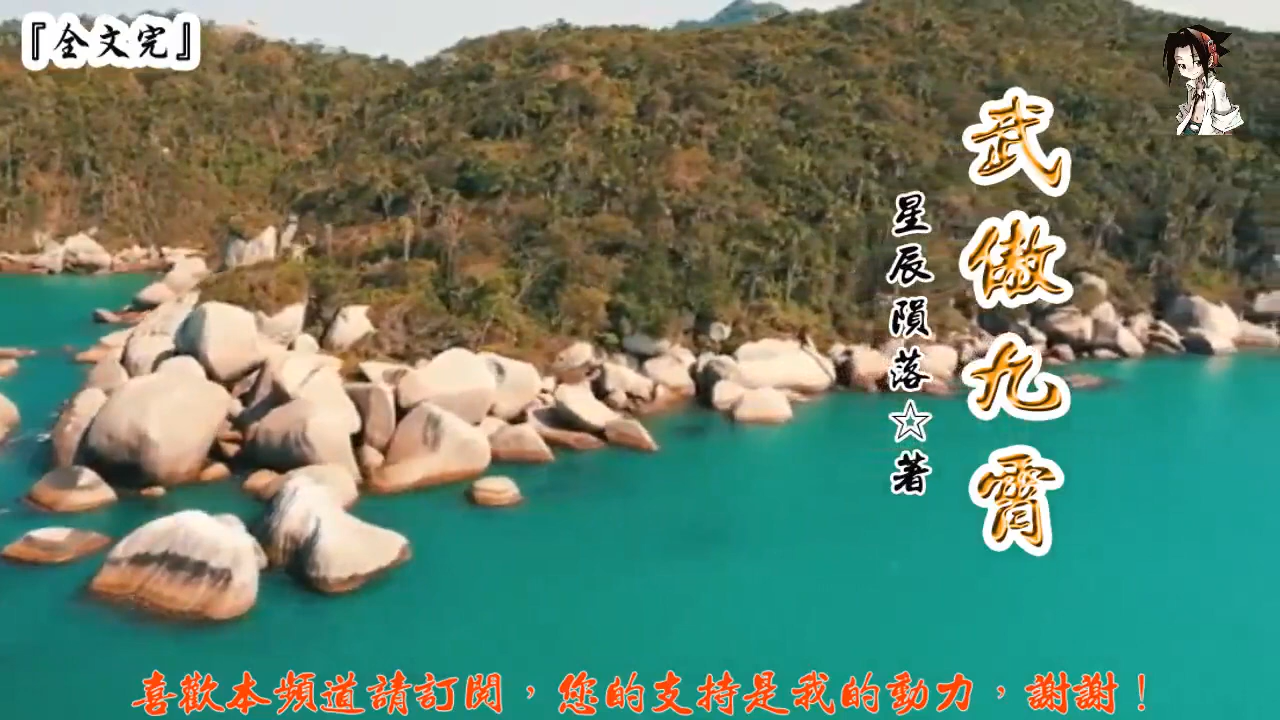 『全文完』
武傲九霄
星辰隕落☆著
喜歡本頻道請訂閱，您的支持是我的動力，謝謝！